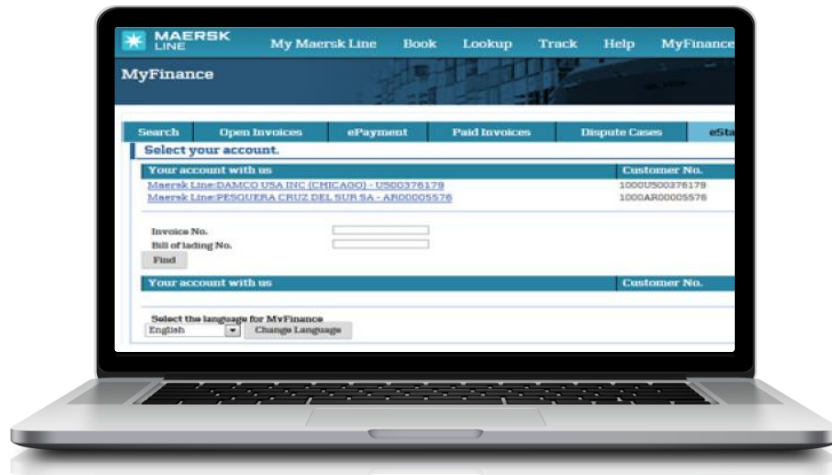 MAERSK
LINE
My Maersk Line Book Lookup Track Help MyFinance
MyFinance
Search Open Invoices ePayment Paid Invoices Dispute Cases eSta
Select your account.
Your account with us Customer No.
Maersk Line:DAMCO USA INC (CHICAGO) - US00376179 1000US00376179
Maersk Line:PESQUERA CRUZ DEL SUR SA - AR00005576 1000AR00005576
Invoice No.
Bill of lading No.
Find
Your account with us Customer No.
Select the language for MyFinance
English Change Language